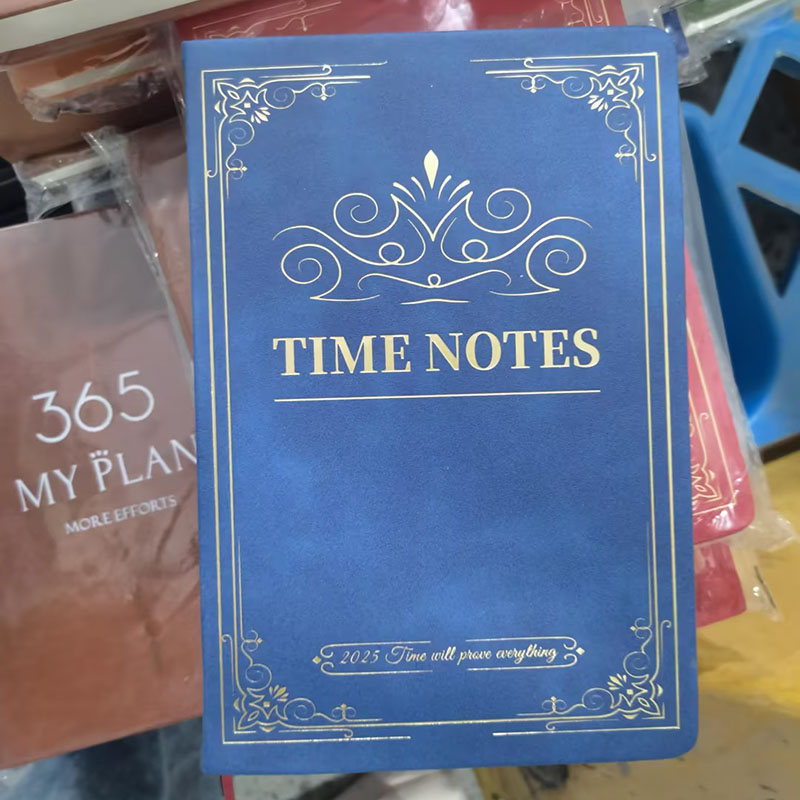 TIME NOTES
2025 Time will prove everything
365
MY PLAN
MORE EFFORTS